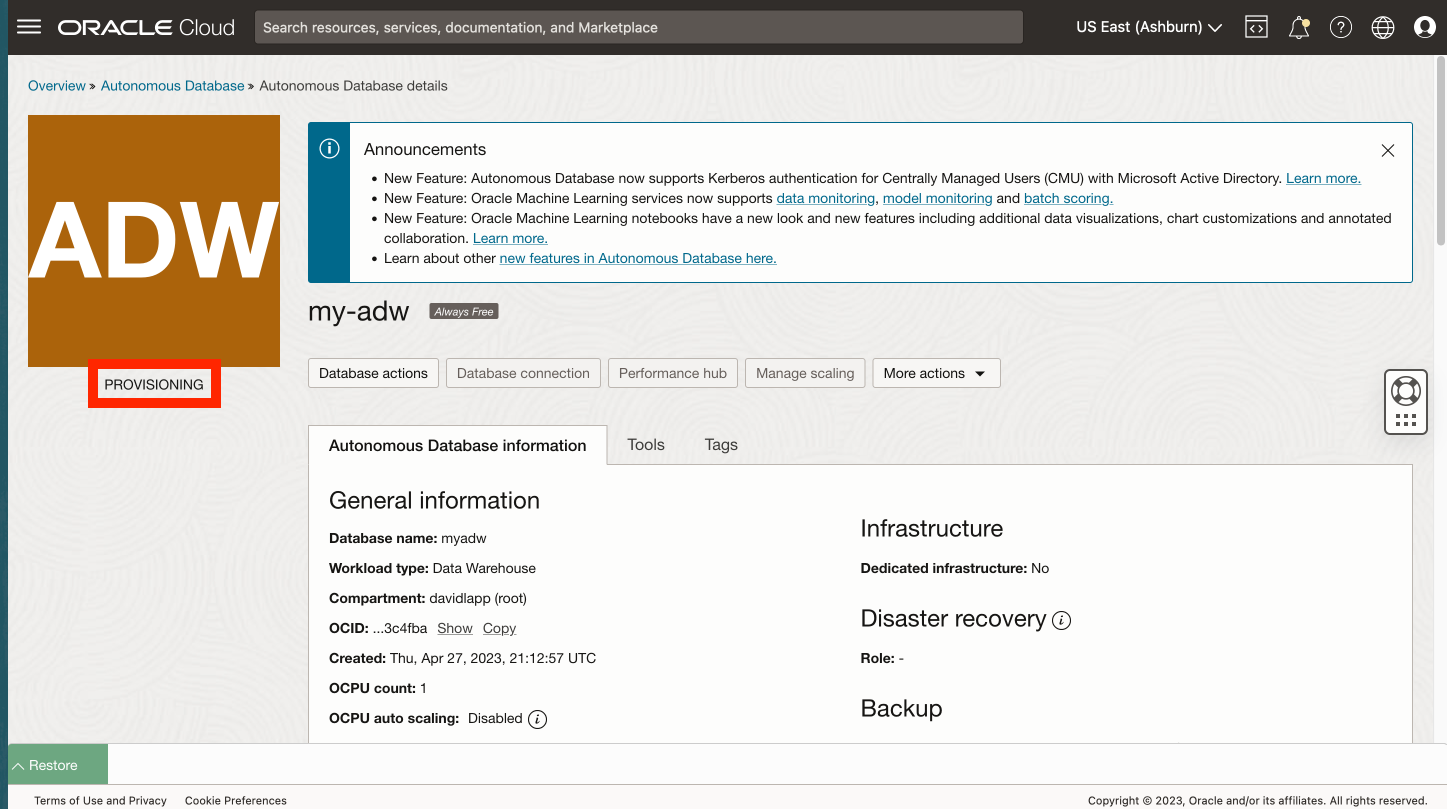 ORACLE Cloud
Search resources, services, documentation, and Marketplace
US East (Ashburn)
Overview » Autonomous Database » Autonomous Database details
ADW
PROVISIONING
Announcements
• New Feature: Autonomous Database now supports Kerberos authentication for Centrally Managed Users (CMU) with Microsoft Active Directory. Learn more.
• New Feature: Oracle Machine Learning services now supports data monitoring, model monitoring and batch scoring.
• New Feature: Oracle Machine Learning notebooks have a new look and new features including additional data visualizations, chart customizations and annotated
collaboration. Learn more.
• Learn about other new features in Autonomous Database here.
my-adw Always Free
Database actions Database connection Performance hub Manage scaling More actions
Autonomous Database information Tools Tags
General information
Database name: myadw
Workload type: Data Warehouse
Compartment: davidlapp (root)
OCID: ...3c4fba Show Copy
Created: Thu, Apr 27, 2023, 21:12:57 UTC
OCPU count: 1
OCPU auto scaling: Disabled
Infrastructure
Dedicated infrastructure: No
Disaster recovery
Role: -
Backup
Restore
Terms of Use and Privacy Cookie Preferences
Copyright © 2023, Oracle and/or its affiliates. All rights reserved.